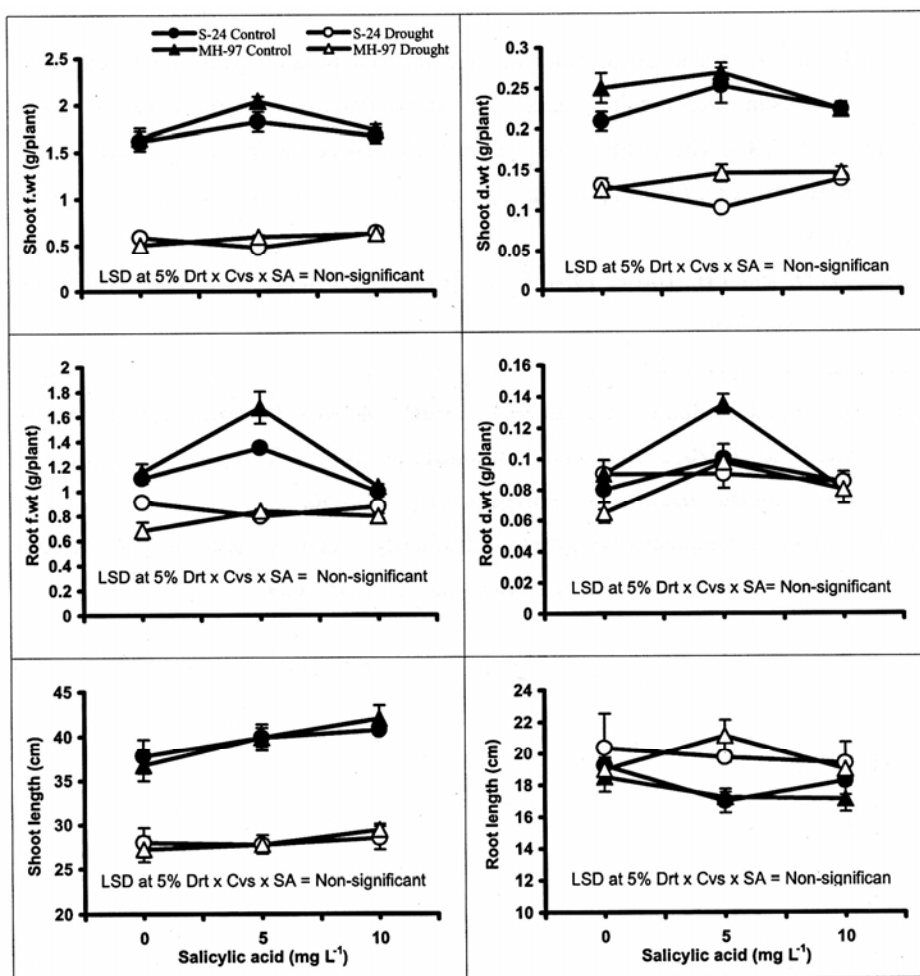 S-24 Control S-24 Drought
MH-97 Control MH-97 Drought
Shoot f.wt (g/plant)
2.5
2
1.5
1
0.5
0
LSD at 5% Drt x Cvs x SA = Non-significant
Shoot d.wt (g/plant)
0.3
0.25
0.2
0.15
0.1
0.05
0
LSD at 5% Drt x Cvs x SA = Non-significan
Root f.wt (g/plant)
2
1.8
1.6
1.4
1.2
1
0.8
0.6
0.4
0.2
0
LSD at 5% Drt x Cvs x SA = Non-significant
Root d.wt (g/plant)
0.16
0.14
0.12
0.1
0.08
0.06
0.04
0.02
0
LSD at 5% Drt x Cvs x SA= Non-significant
Shoot length (cm)
45
40
35
30
25
20
LSD at 5% Drt x Cvs x SA = Non-significant
0 5 10
Salicylic acid (mg L-1)
Root length (cm)
24
22
20
18
16
14
12
10
LSD at 5% Drt x Cvs x SA = Non-significan
0 5 10
Salicylic acid (mg L-1)